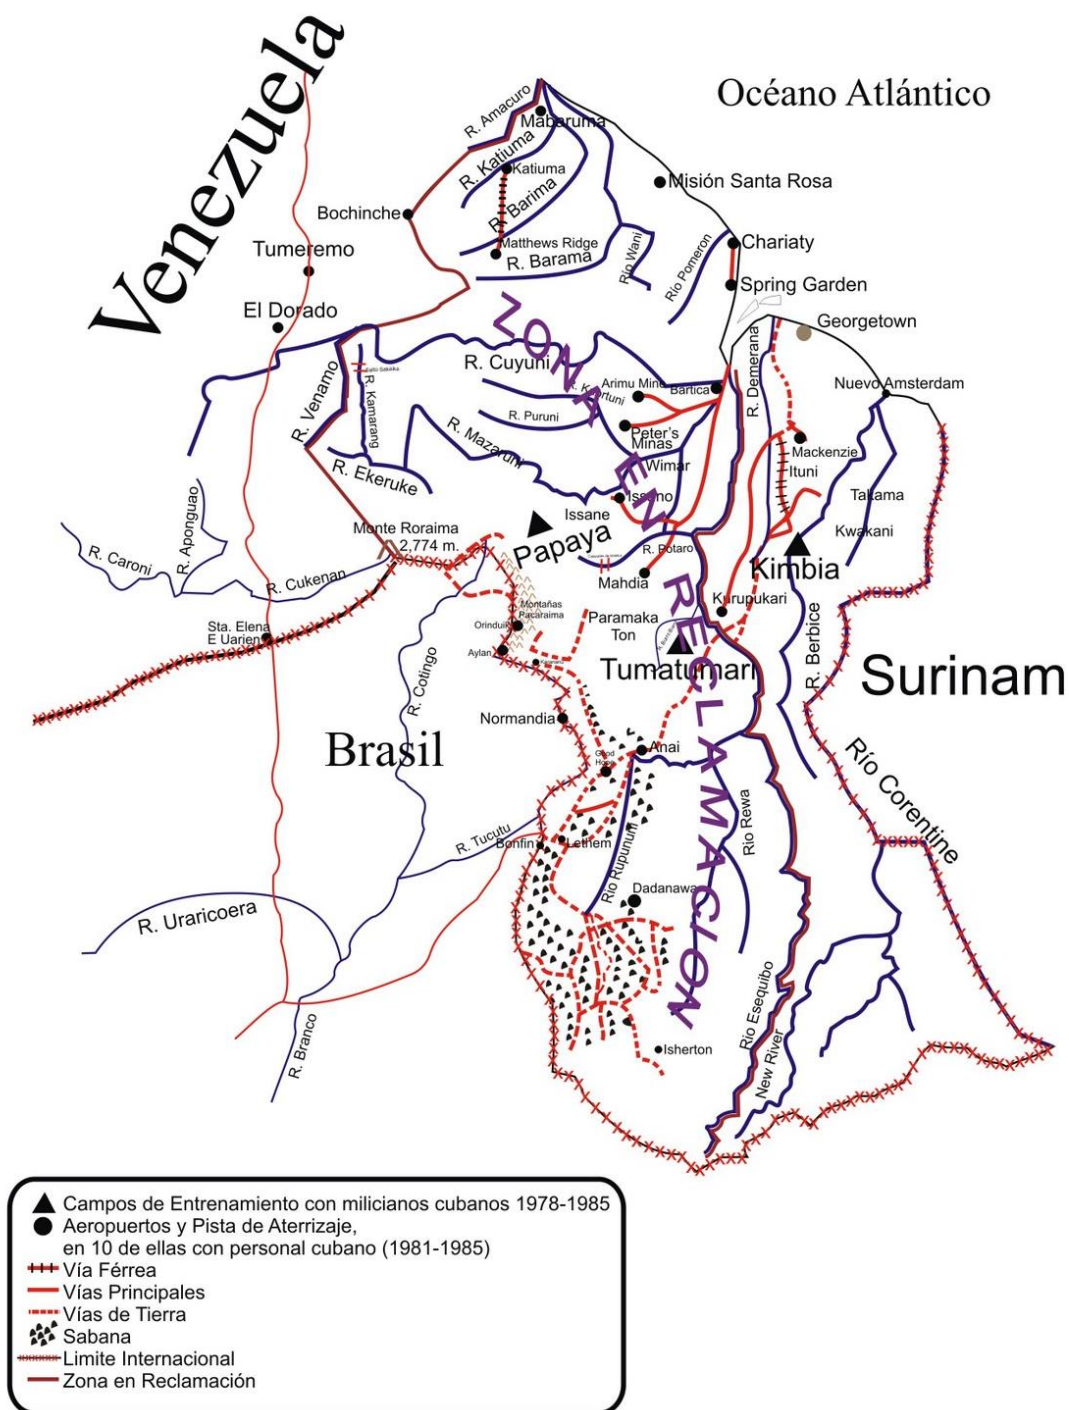 Venezuela
Océano Atlántico
R. Amacuro
Mabaruma
R. Katiuma
Katiuma
R. Barima
Misión Santa Rosa
Bochinche
Matthews Ridge
R. Barama
Río Wani
Río Pomeron
Chariaty
Tumeremo
Spring Garden
El Dorado
Georgetown
ZONA EN RECLAMACION
R. Cuyuni
R. Venamo
R. Kamarang
Arimu Mine
Bartica
R. Demerana
Nuevo Amsterdam
R. Puruni
Peter's
Minas
R. Mazaruni
Mackenzie
Wimar
Ituni
R. Ekeruke
Issano
Takama
Issane
Kwakani
R. Aponguao
Monte Roraima
2,774 m.
Papaya
R. Potaro
Kimbia
R. Caroni
R. Cukenan
Mahdia
Kurupukari
Montañas
Pacaraima
Paramaka
Ton
Sta. Elena
E Uarien
Orinduik
Aylan
Tumatumari
R. Berbice
Surinam
R. Cotingo
Normandia
Brasil
Anai
Good
Hope
Río Corentine
R. Tucutu
Bonfin
Lethem
Rio Rupununi
Río Rewa
Dadanawa
R. Uraricoera
Rio Esequibo
New River
R. Branco
Isherton
Campos de Entrenamiento con milicianos cubanos 1978-1985
Aeropuertos y Pista de Aterrizaje,
en 10 de ellas con personal cubano (1981-1985)
Vía Férrea
Vías Principales
Vías de Tierra
Sabana
Limite Internacional
Zona en Reclamación